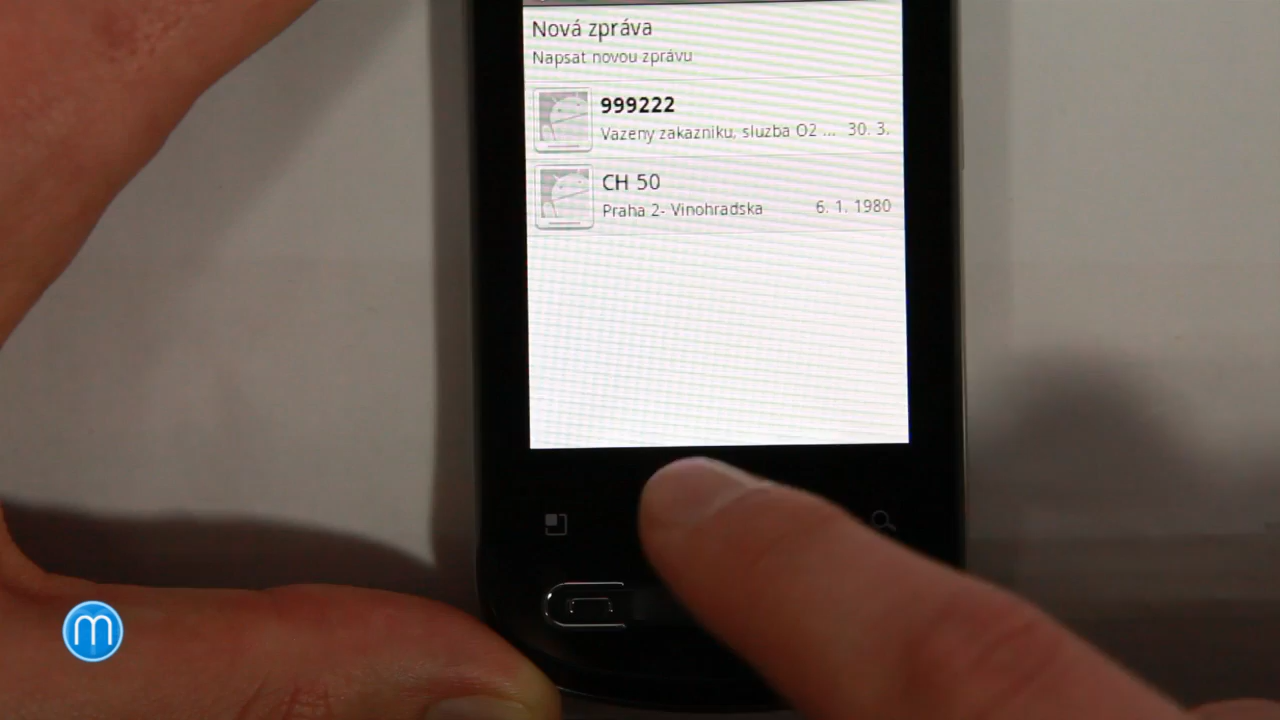 Nová zpráva
Napsat novou zprávu
999222
Vazeny zakazniku, sluzba O2 ... 30. 3.
CH 50
Praha 2- Vinohradska 6. 1. 1980
m